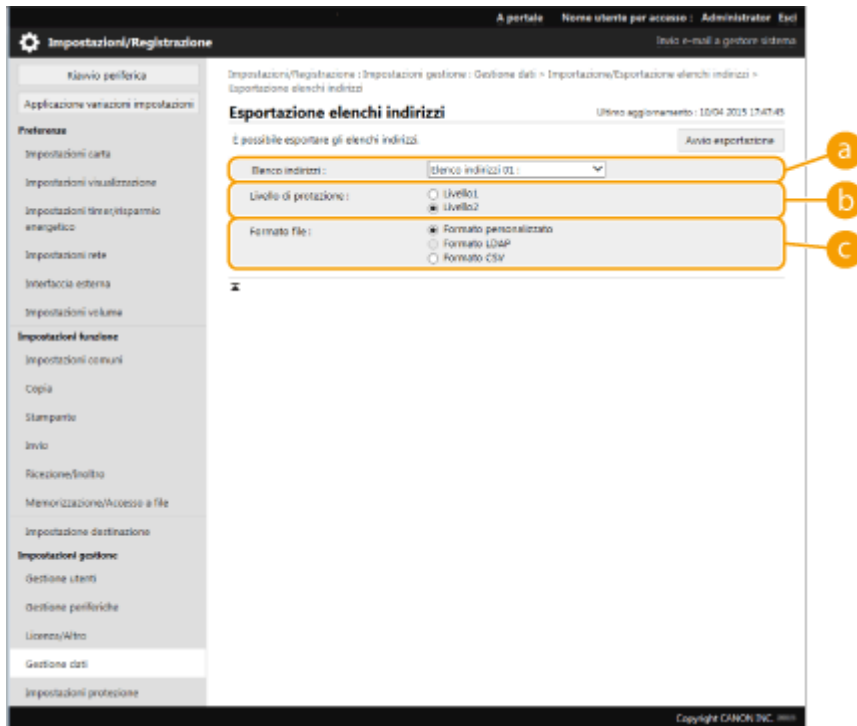 A portale Nome utente per accesso : Administrator Esci
Impostazioni/Registrazione
Invio e-mail a gestore sistema
Riavvio periferica
Applicazione variazioni impostazioni
Preferenze
Impostazioni carta
Impostazioni visualizzazione
Impostazioni timer/risparmio
energetico
Impostazioni rete
Interfaccia esterna
Impostazioni volume
Impostazioni funzione
Impostazioni comuni
Copia
Stampante
Invio
Ricezione/Inoltro
Memorizzazione/Accesso a file
Impostazione destinazione
Impostazioni gestione
Gestione utenti
Gestione periferiche
Licenza/Altro
Gestione dati
Impostazioni protezione
Impostazioni/Registrazione : Impostazioni gestione : Gestione dati > Importazione/Esportazione elenchi indirizzi >
Esportazione elenchi indirizzi
Esportazione elenchi indirizzi
Ultimo aggiornamento : 10/04 2015 17:47:45
È possibile esportare gli elenchi indirizzi.
Avvio esportazione
Elenco indirizzi :
Elenco indirizzi 01 :
a
Livello di protezione :
Livello1
Livello2
b
Formato file :
Formato personalizzato
Formato LDAP
Formato CSV
c
Copyright CANON INC.